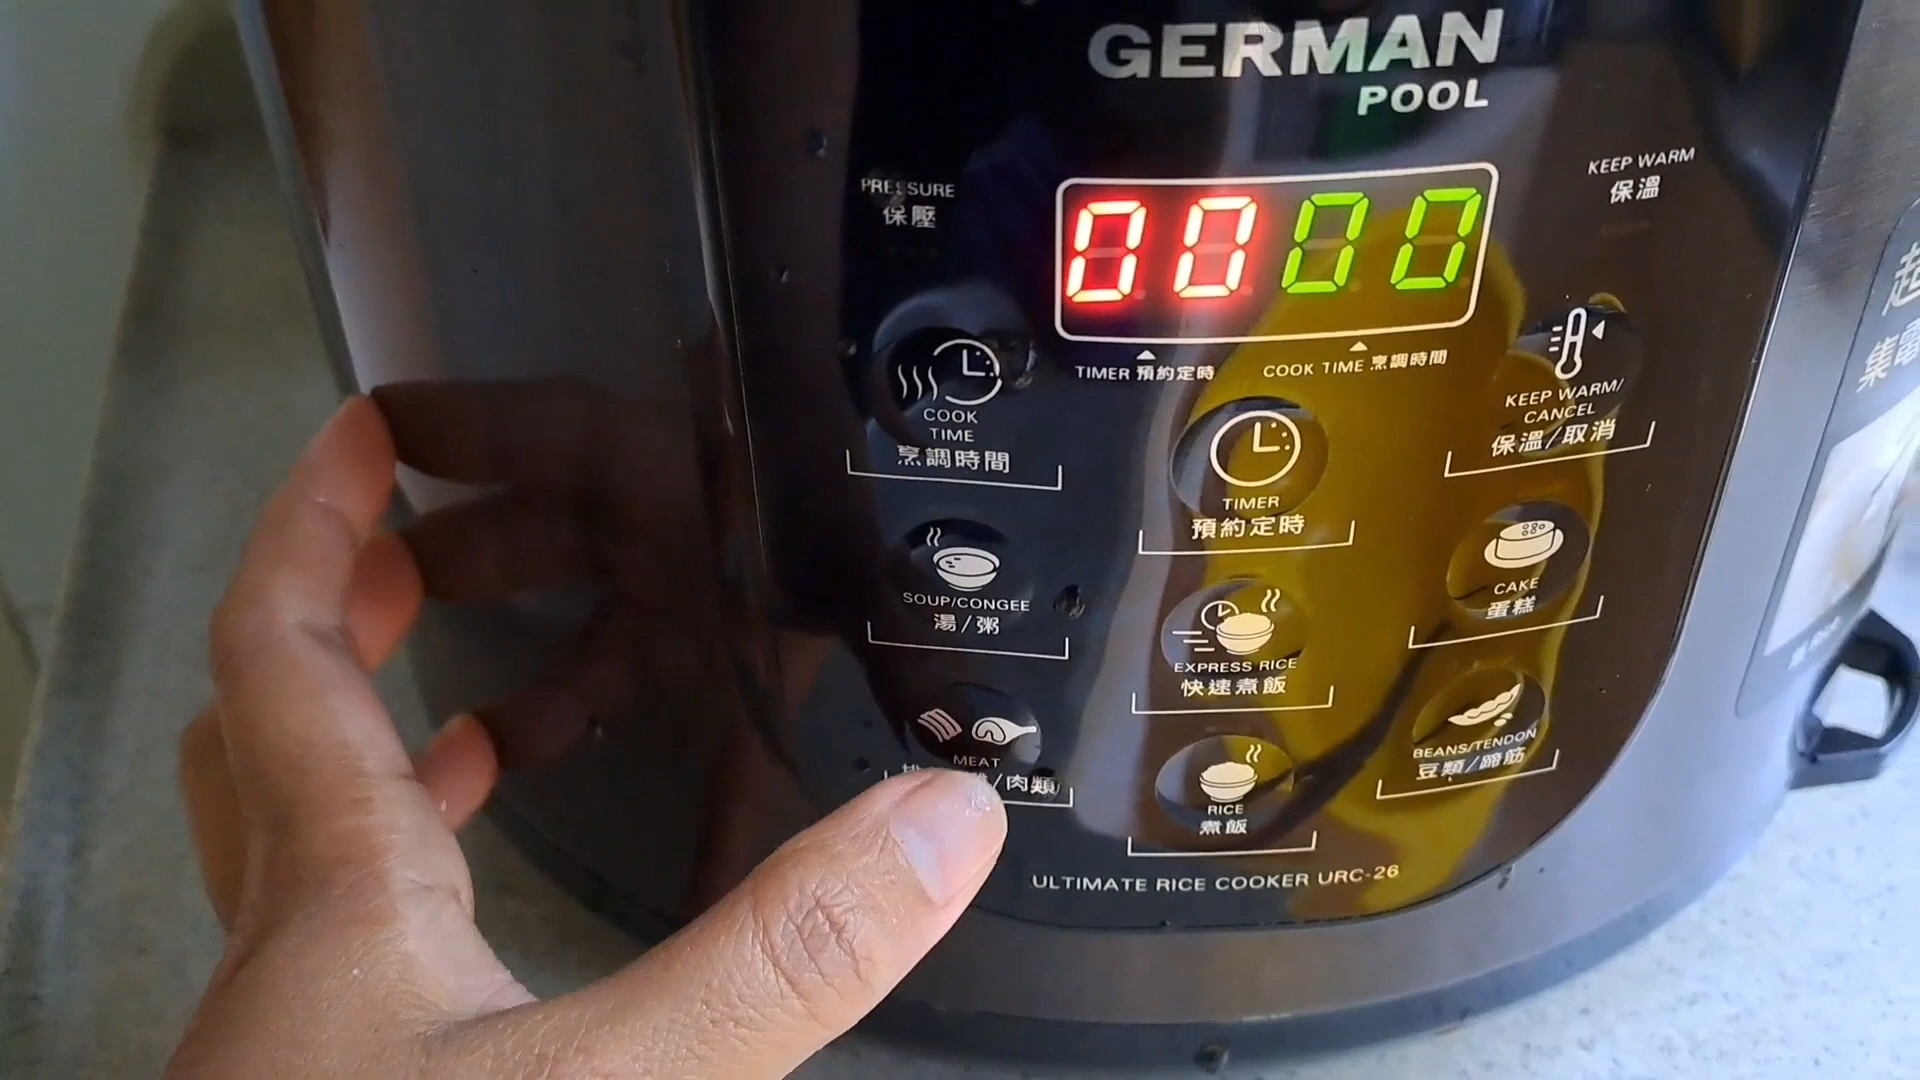 GERMAN
POOL
PRESSURE
保壓
KEEP WARM
保溫
00 00
TIMER 預約定時
COOK TIME 烹調時間
COOK
TIME
烹調時間
TIMER
預約定時
KEEP WARM/
CANCEL
保溫/取消
SOUP/CONGEE
湯/粥
EXPRESS RICE
快速煮飯
CAKE
蛋糕
MEAT
/肉類
RICE
煮飯
BEANS/TENDON
豆類/蹄筋
ULTIMATE RICE COOKER URC-26